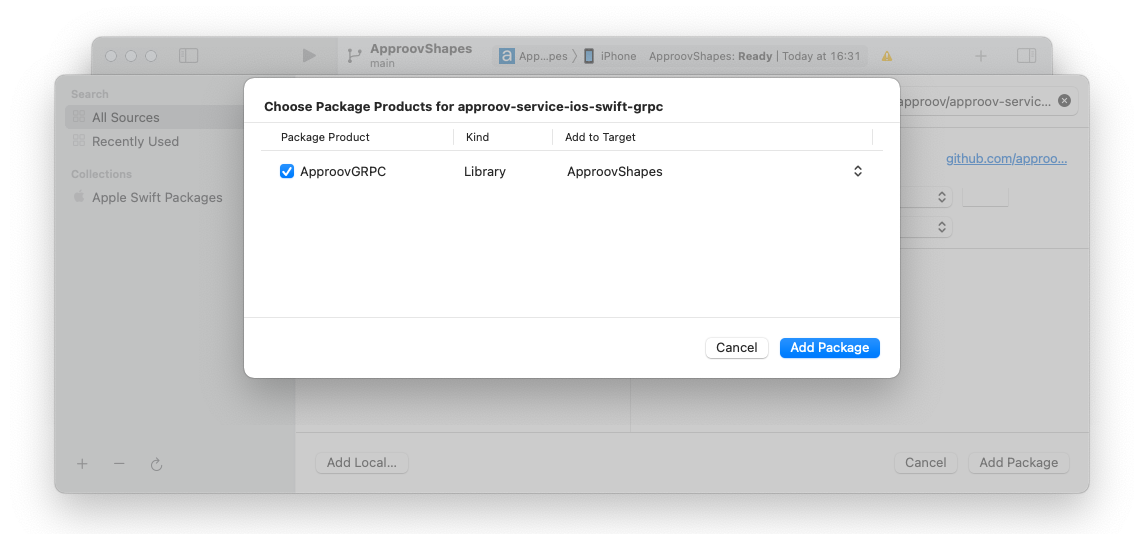 ApproovShapes
main
App...pes
iPhone
ApproovShapes: Ready | Today at 16:31
Search
All Sources
Recently Used
Collections
Apple Swift Packages
approov/approov-servic...
github.com/approo...
Choose Package Products for approov-service-ios-swift-grpc
Package Product Kind Add to Target
ApproovGRPC Library ApproovShapes
Cancel Add Package
Add Local... Cancel Add Package